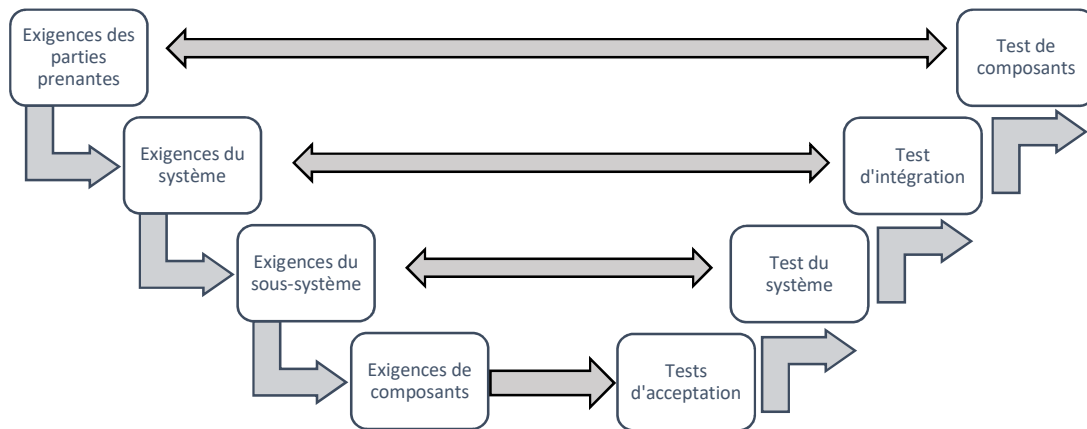 Exigences des
parties
prenantes
Test de
composants
Exigences du
système
Test
d'intégration
Exigences du
sous-système
Test du
système
Exigences de
composants
Tests
d'acceptation